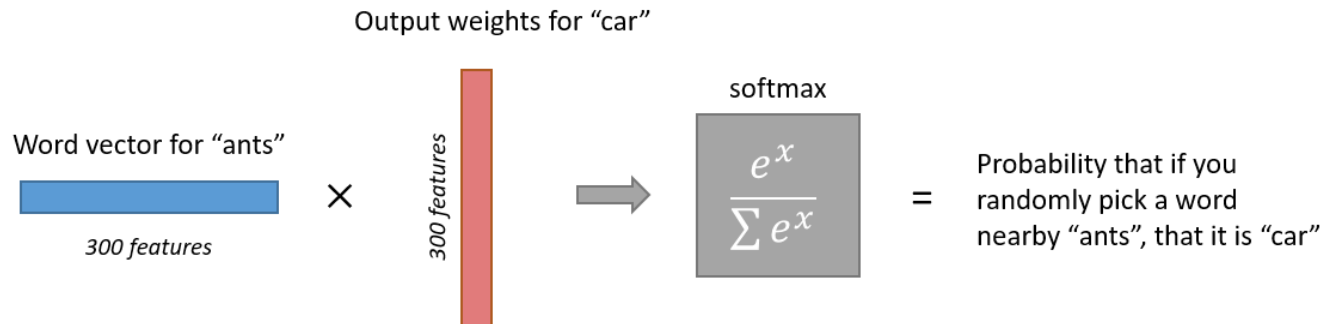 Output weights for “car”
softmax
Word vector for “ants”
300 features
×
300 features
e^x
∑ e^x
=
Probability that if you
randomly pick a word
nearby “ants”, that it is “car”